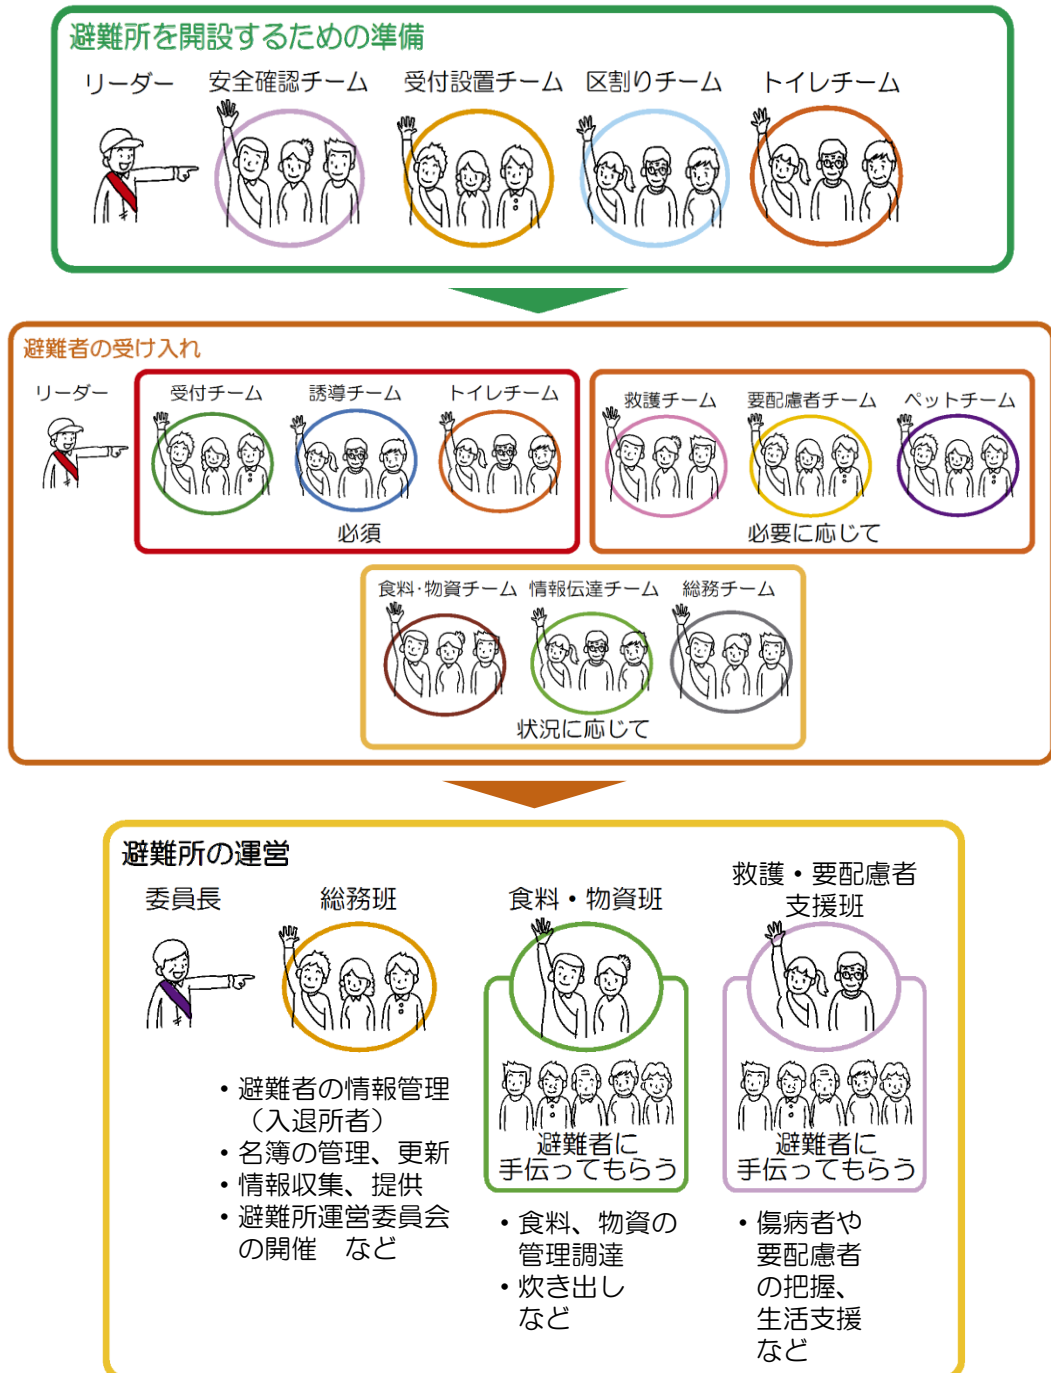 避難所を開設するための準備
リーダー
安全確認チーム
受付設置チーム
区割りチーム
トイレチーム
避難者の受け入れ
リーダー
受付チーム
誘導チーム
トイレチーム
必須
救護チーム
要配慮者チーム
ペットチーム
必要に応じて
食料・物資チーム
情報伝達チーム
総務チーム
状況に応じて
避難所の運営
委員長
総務班
・避難者の情報管理
（入退所者）
・名簿の管理、更新
・情報収集、提供
・避難所運営委員会
の開催　など
食料・物資班
避難者に
手伝ってもらう
・食料、物資の
管理調達
・炊き出し
など
救護・要配慮者
支援班
避難者に
手伝ってもらう
・傷病者や
要配慮者
の把握、
生活支援
など